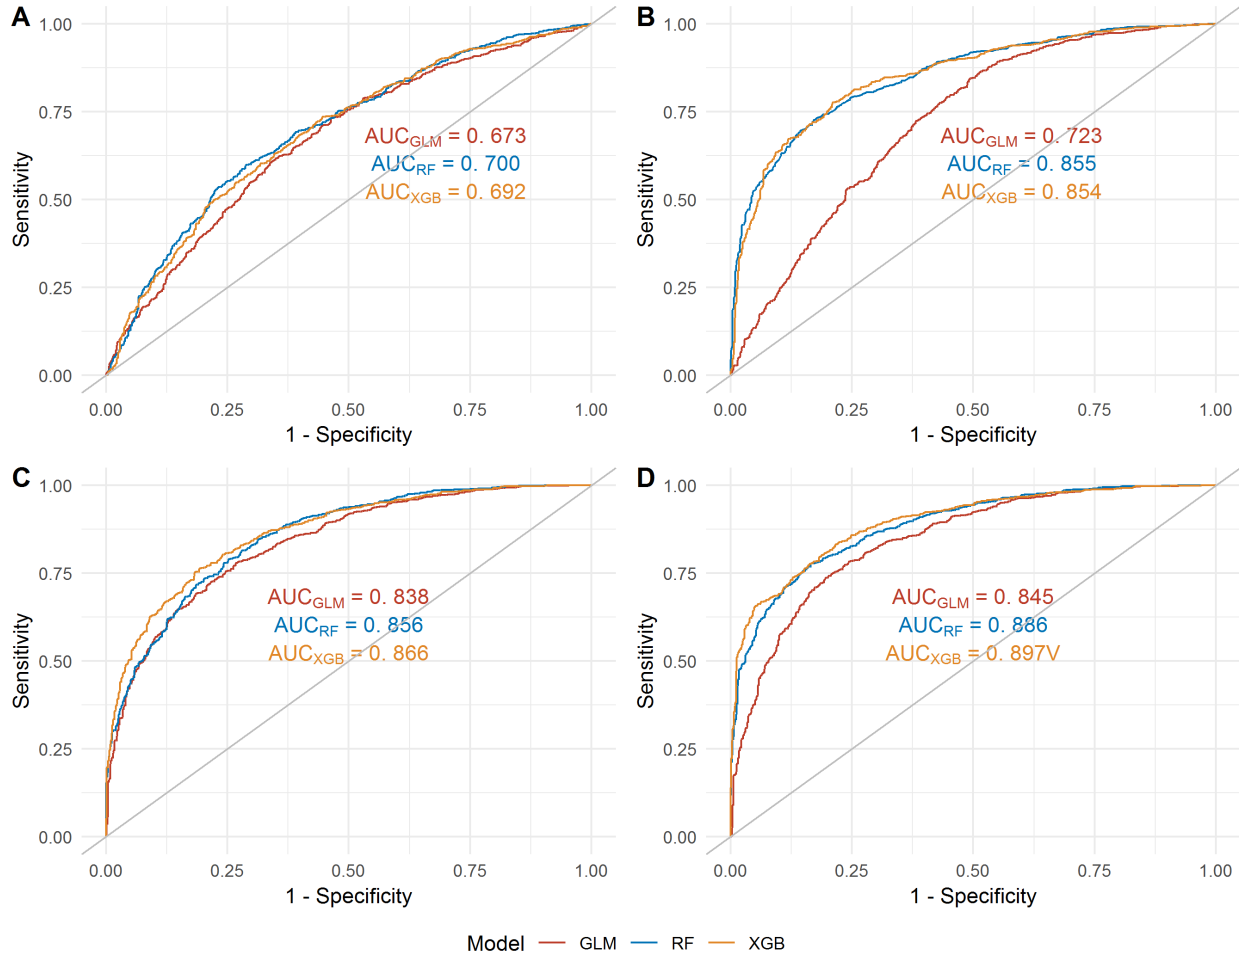 A
1.00
0.75
0.50
0.25
0.00
Sensitivity
AUCGLM = 0. 673
AUCRF = 0. 700
AUCXGB = 0. 692
0.00 0.25 0.50 0.75 1.00
1 - Specificity
B
1.00
0.75
0.50
0.25
0.00
Sensitivity
AUCGLM = 0. 723
AUCRF = 0. 855
AUCXGB = 0. 854
0.00 0.25 0.50 0.75 1.00
1 - Specificity
C
1.00
0.75
0.50
0.25
0.00
Sensitivity
AUCGLM = 0. 838
AUCRF = 0. 856
AUCXGB = 0. 866
0.00 0.25 0.50 0.75 1.00
1 - Specificity
D
1.00
0.75
0.50
0.25
0.00
Sensitivity
AUCGLM = 0. 845
AUCRF = 0. 886
AUCXGB = 0. 897V
0.00 0.25 0.50 0.75 1.00
1 - Specificity
Model GLM RF XGB